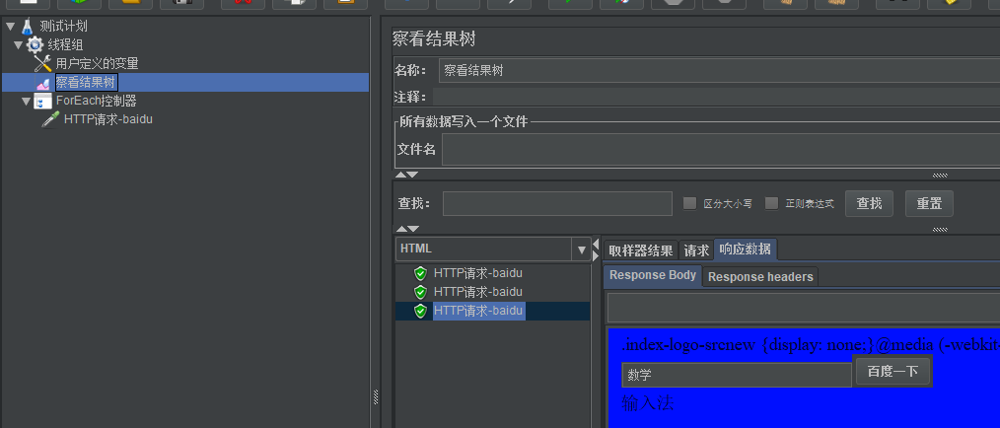 测试计划
线程组
用户定义的变量
察看结果树
ForEach控制器
HTTP请求-baidu
察看结果树
名称： 察看结果树
注释：
所有数据写入一个文件
文件名
查找： 区分大小写 正则表达式 查找 重置
HTML
HTTP请求-baidu
HTTP请求-baidu
HTTP请求-baidu
取样器结果 请求 响应数据
Response Body Response headers
.index-logo-srcnew {display: none;}@media (-webkit-
数学 百度一下
输入法